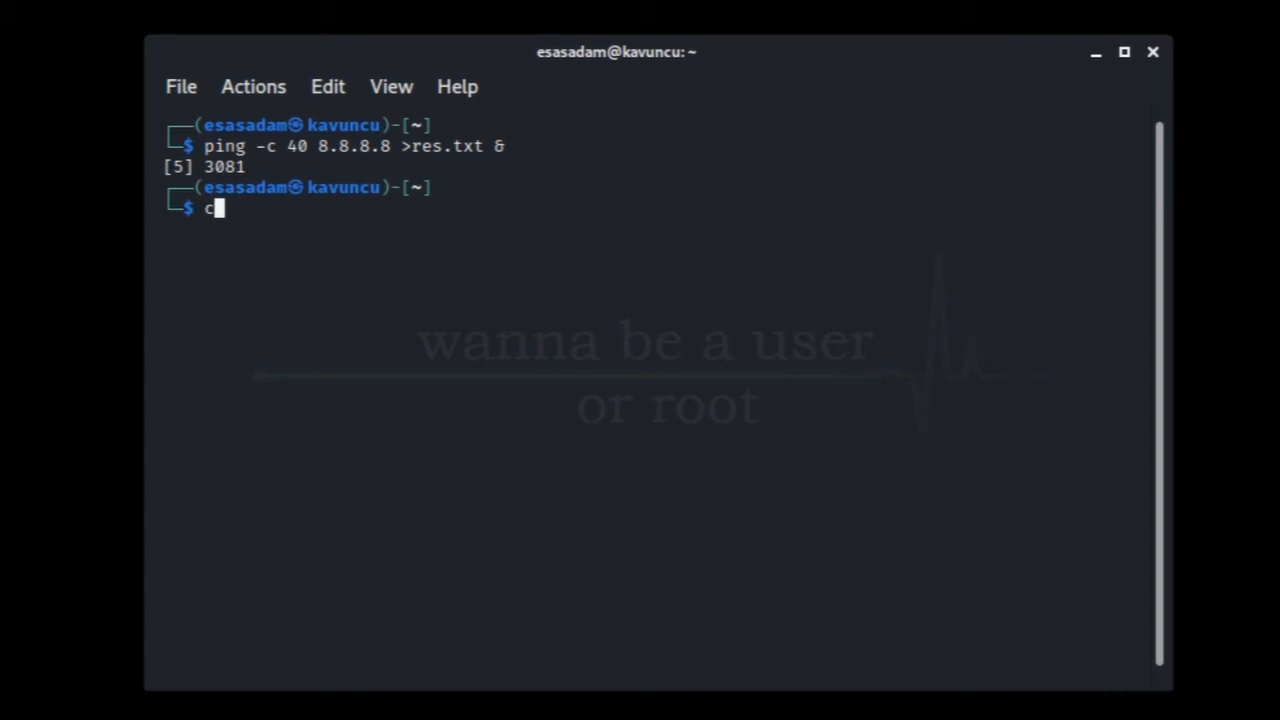 esasadam@kavuncu: ~
File Actions Edit View Help
┌──(esasadam㉿kavuncu)-[~]
└─$ ping -c 40 8.8.8.8 >res.txt &
[5] 3081
┌──(esasadam㉿kavuncu)-[~]
└─$ c
wanna be a user
or root